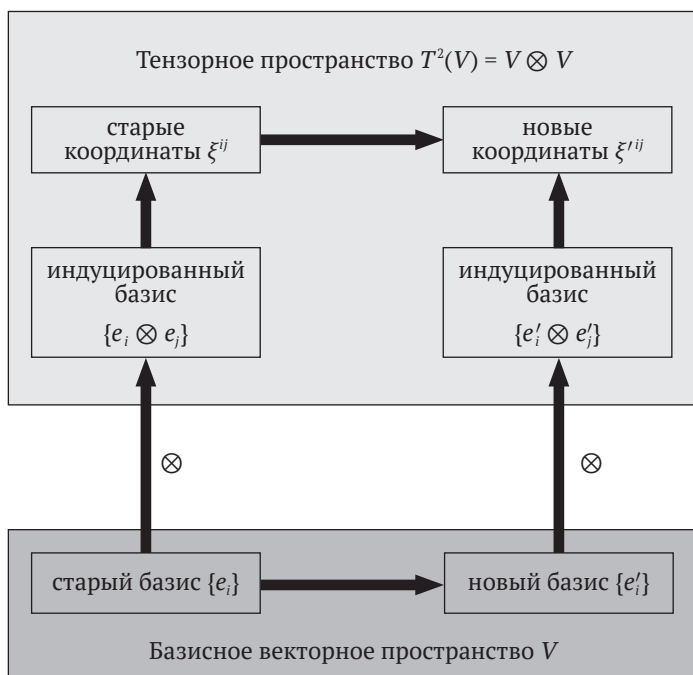 Тензорное пространство T²(V) = V ⊗ V
старые
координаты ξ^{ij}
новые
координаты ξ′^{ij}
индуцированный
базис
{e_i ⊗ e_j}
индуцированный
базис
{e′_i ⊗ e′_j}
⊗
⊗
старый базис {e_i}
новый базис {e′_i}
Базисное векторное пространство V